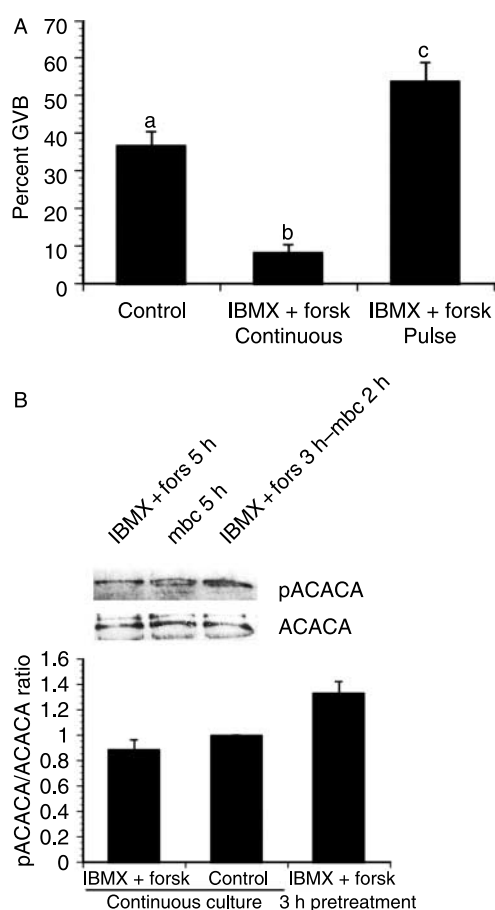 A
Percent GVB
70
60
50
40
30
20
10
0
a
b
c
Control
IBMX + forsk
Continuous
IBMX + forsk
Pulse
B
IBMX + fors 5 h
mbc 5 h
IBMX + fors 3 h–mbc 2 h
pACACA
ACACA
pACACA/ACACA ratio
1.6
1.4
1.2
1
0.8
0.6
0.4
0.2
0
IBMX + forsk
Control
IBMX + forsk
Continuous culture
3 h pretreatment